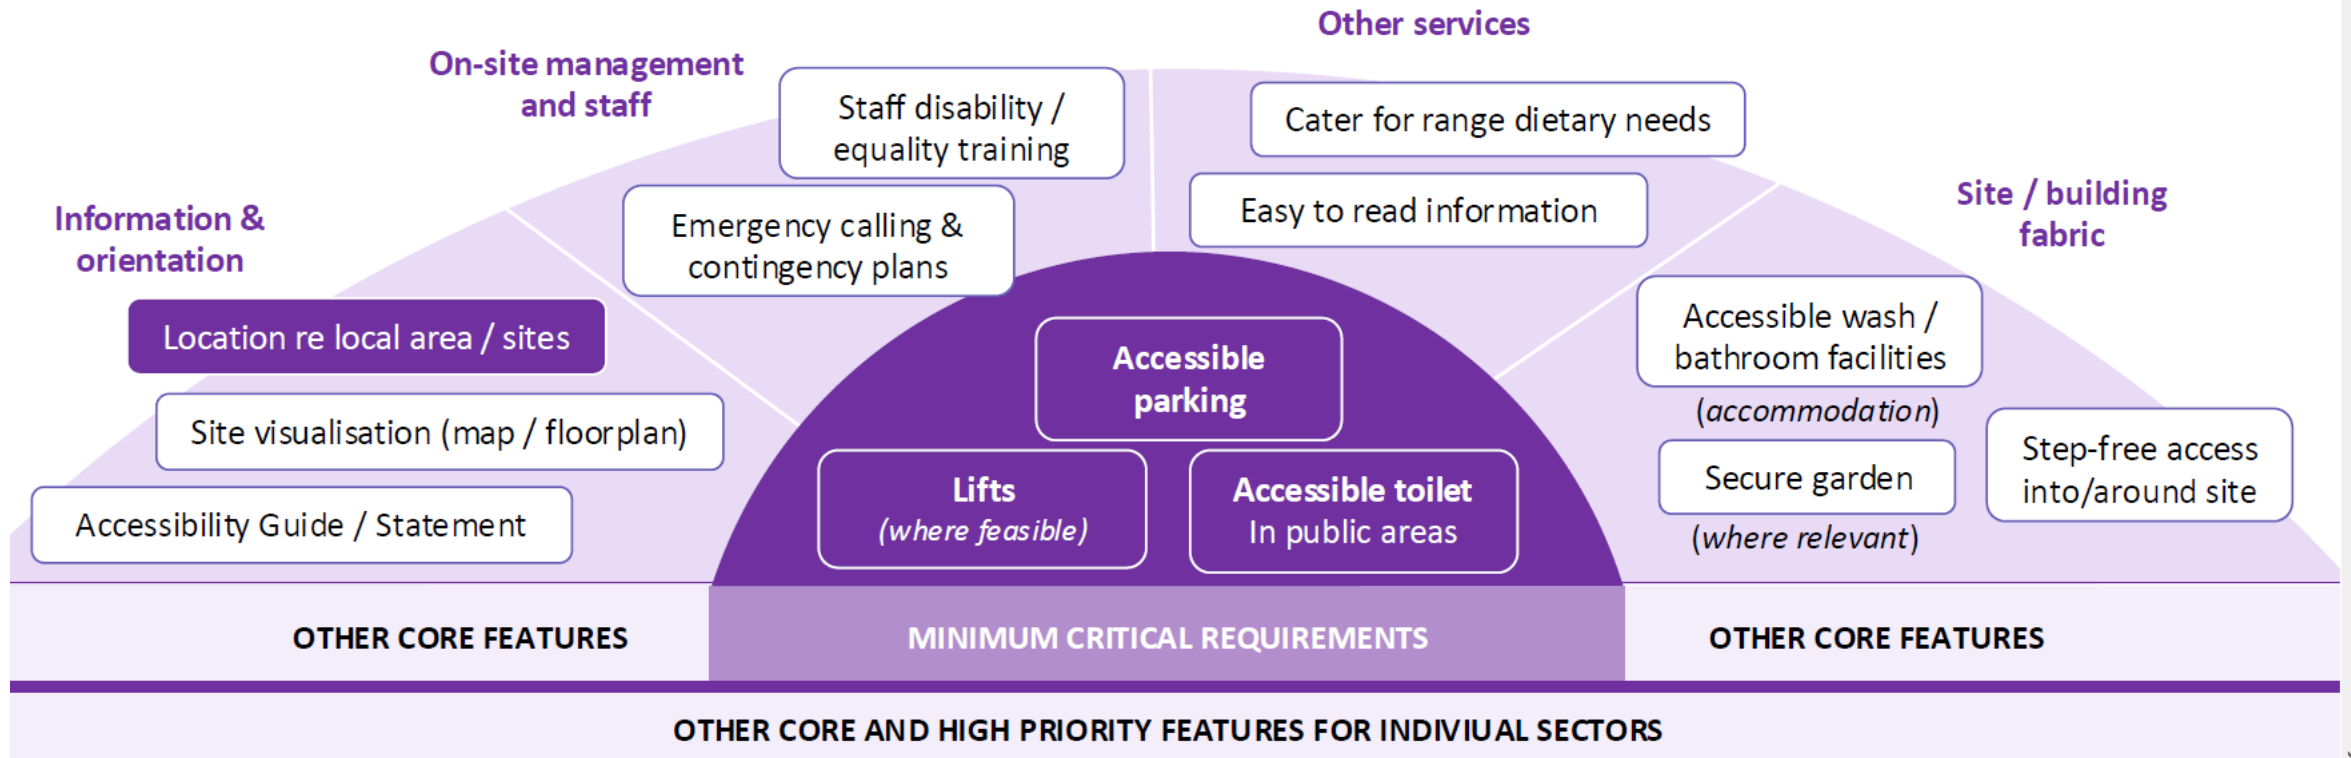 Other services
On-site management
and staff
Staff disability /
equality training
Cater for range dietary needs
Emergency calling &
contingency plans
Easy to read information
Information &
orientation
Site / building
fabric
Location re local area / sites
Site visualisation (map / floorplan)
Accessibility Guide / Statement
Accessible
parking
Lifts
(where feasible)
Accessible toilet
In public areas
Accessible wash /
bathroom facilities
(accommodation)
Secure garden
(where relevant)
Step-free access
into/around site
OTHER CORE FEATURES
MINIMUM CRITICAL REQUIREMENTS
OTHER CORE FEATURES
OTHER CORE AND HIGH PRIORITY FEATURES FOR INDIVIUAL SECTORS